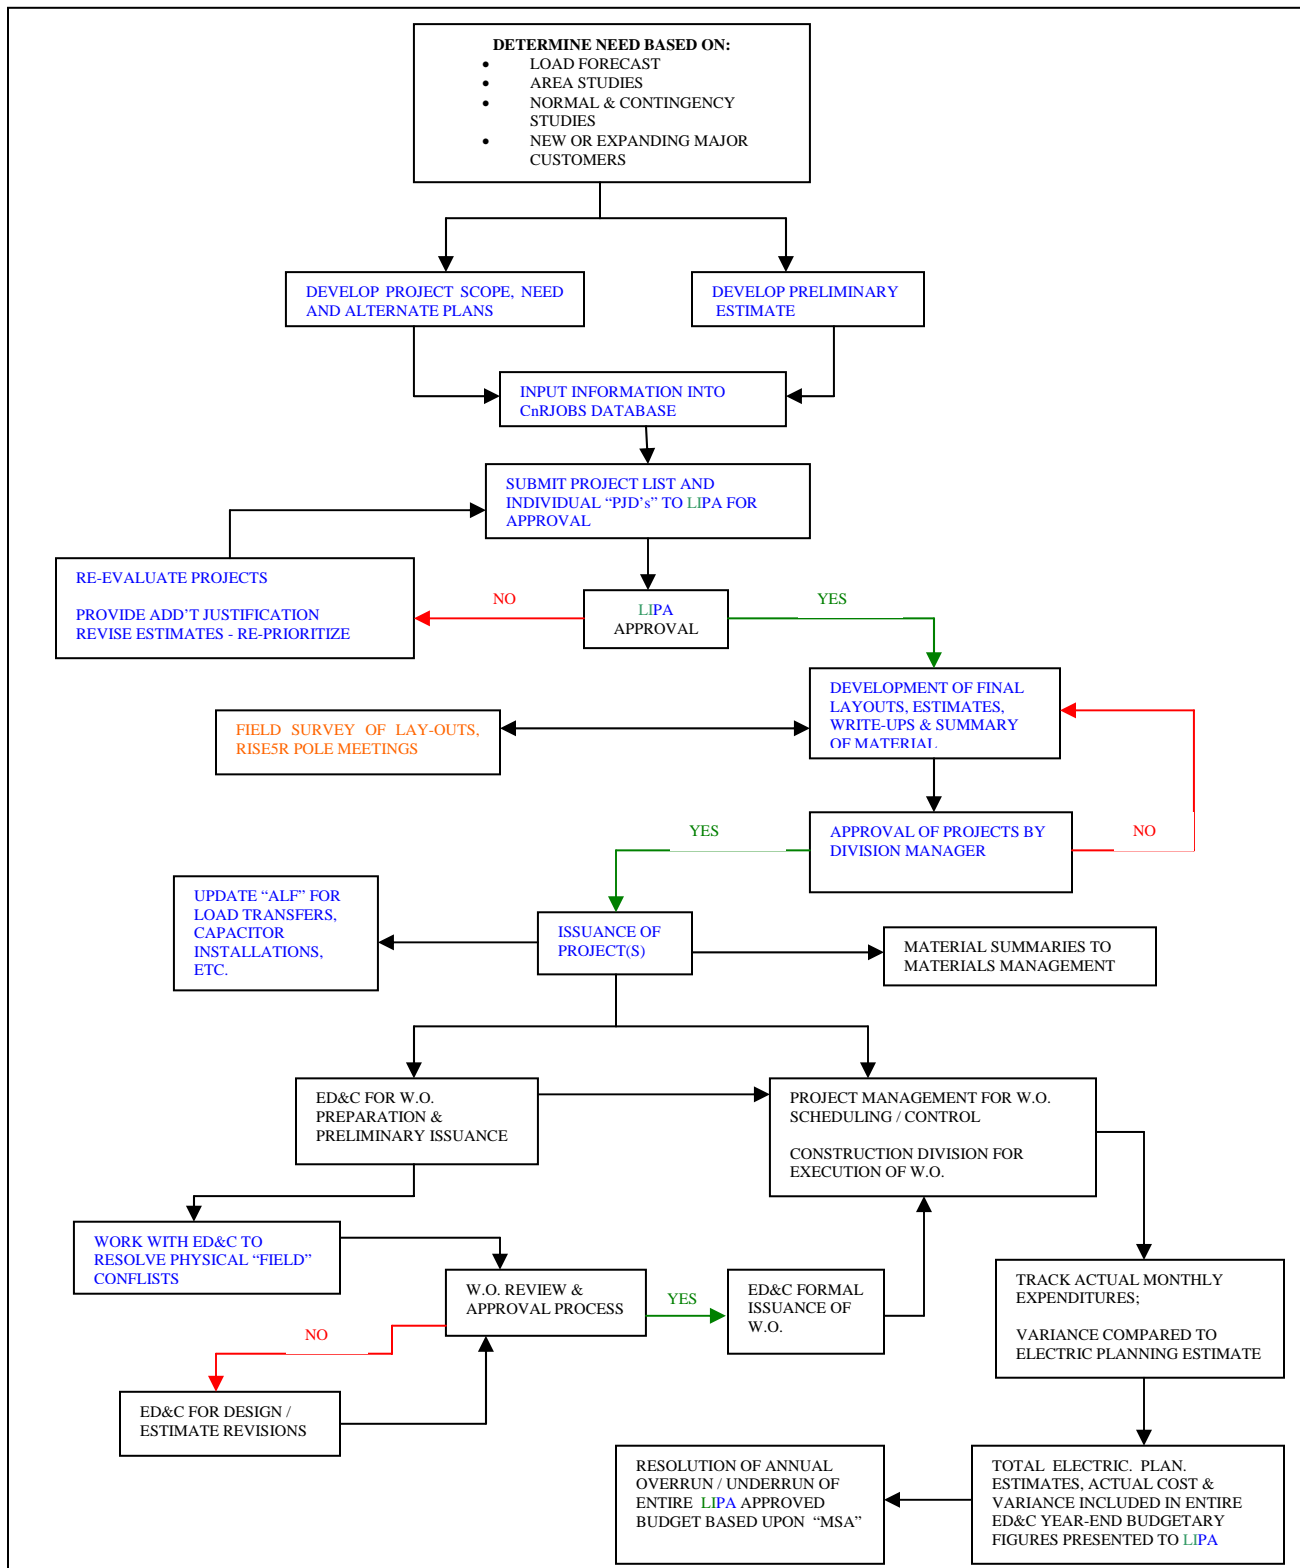 DETERMINE NEED BASED ON:
• LOAD FORECAST
• AREA STUDIES
• NORMAL & CONTINGENCY
STUDIES
• NEW OR EXPANDING MAJOR
CUSTOMERS
DEVELOP PROJECT SCOPE, NEED
AND ALTERNATE PLANS
DEVELOP PRELIMINARY
ESTIMATE
INPUT INFORMATION INTO
CnRJOBS DATABASE
SUBMIT PROJECT LIST AND
INDIVIDUAL “PJD's” TO LIPA FOR
APPROVAL
RE-EVALUATE PROJECTS
PROVIDE ADD'T JUSTIFICATION
REVISE ESTIMATES - RE-PRIORITIZE
NO
LIPA
APPROVAL
YES
DEVELOPMENT OF FINAL
LAYOUTS, ESTIMATES,
WRITE-UPS & SUMMARY
OF MATERIAL
FIELD SURVEY OF LAY-OUTS,
RISE5R POLE MEETINGS
YES
APPROVAL OF PROJECTS BY
DIVISION MANAGER
NO
UPDATE “ALF” FOR
LOAD TRANSFERS,
CAPACITOR
INSTALLATIONS,
ETC.
ISSUANCE OF
PROJECT(S)
MATERIAL SUMMARIES TO
MATERIALS MANAGEMENT
ED&C FOR W.O.
PREPARATION &
PRELIMINARY ISSUANCE
PROJECT MANAGEMENT FOR W.O.
SCHEDULING / CONTROL
CONSTRUCTION DIVISION FOR
EXECUTION OF W.O.
WORK WITH ED&C TO
RESOLVE PHYSICAL “FIELD”
CONFLISTS
W.O. REVIEW &
APPROVAL PROCESS
YES
ED&C FORMAL
ISSUANCE OF
W.O.
TRACK ACTUAL MONTHLY
EXPENDITURES;
VARIANCE COMPARED TO
ELECTRIC PLANNING ESTIMATE
NO
ED&C FOR DESIGN /
ESTIMATE REVISIONS
RESOLUTION OF ANNUAL
OVERRUN / UNDERRUN OF
ENTIRE LIPA APPROVED
BUDGET BASED UPON “MSA”
TOTAL ELECTRIC. PLAN.
ESTIMATES, ACTUAL COST &
VARIANCE INCLUDED IN ENTIRE
ED&C YEAR-END BUDGETARY
FIGURES PRESENTED TO LIPA